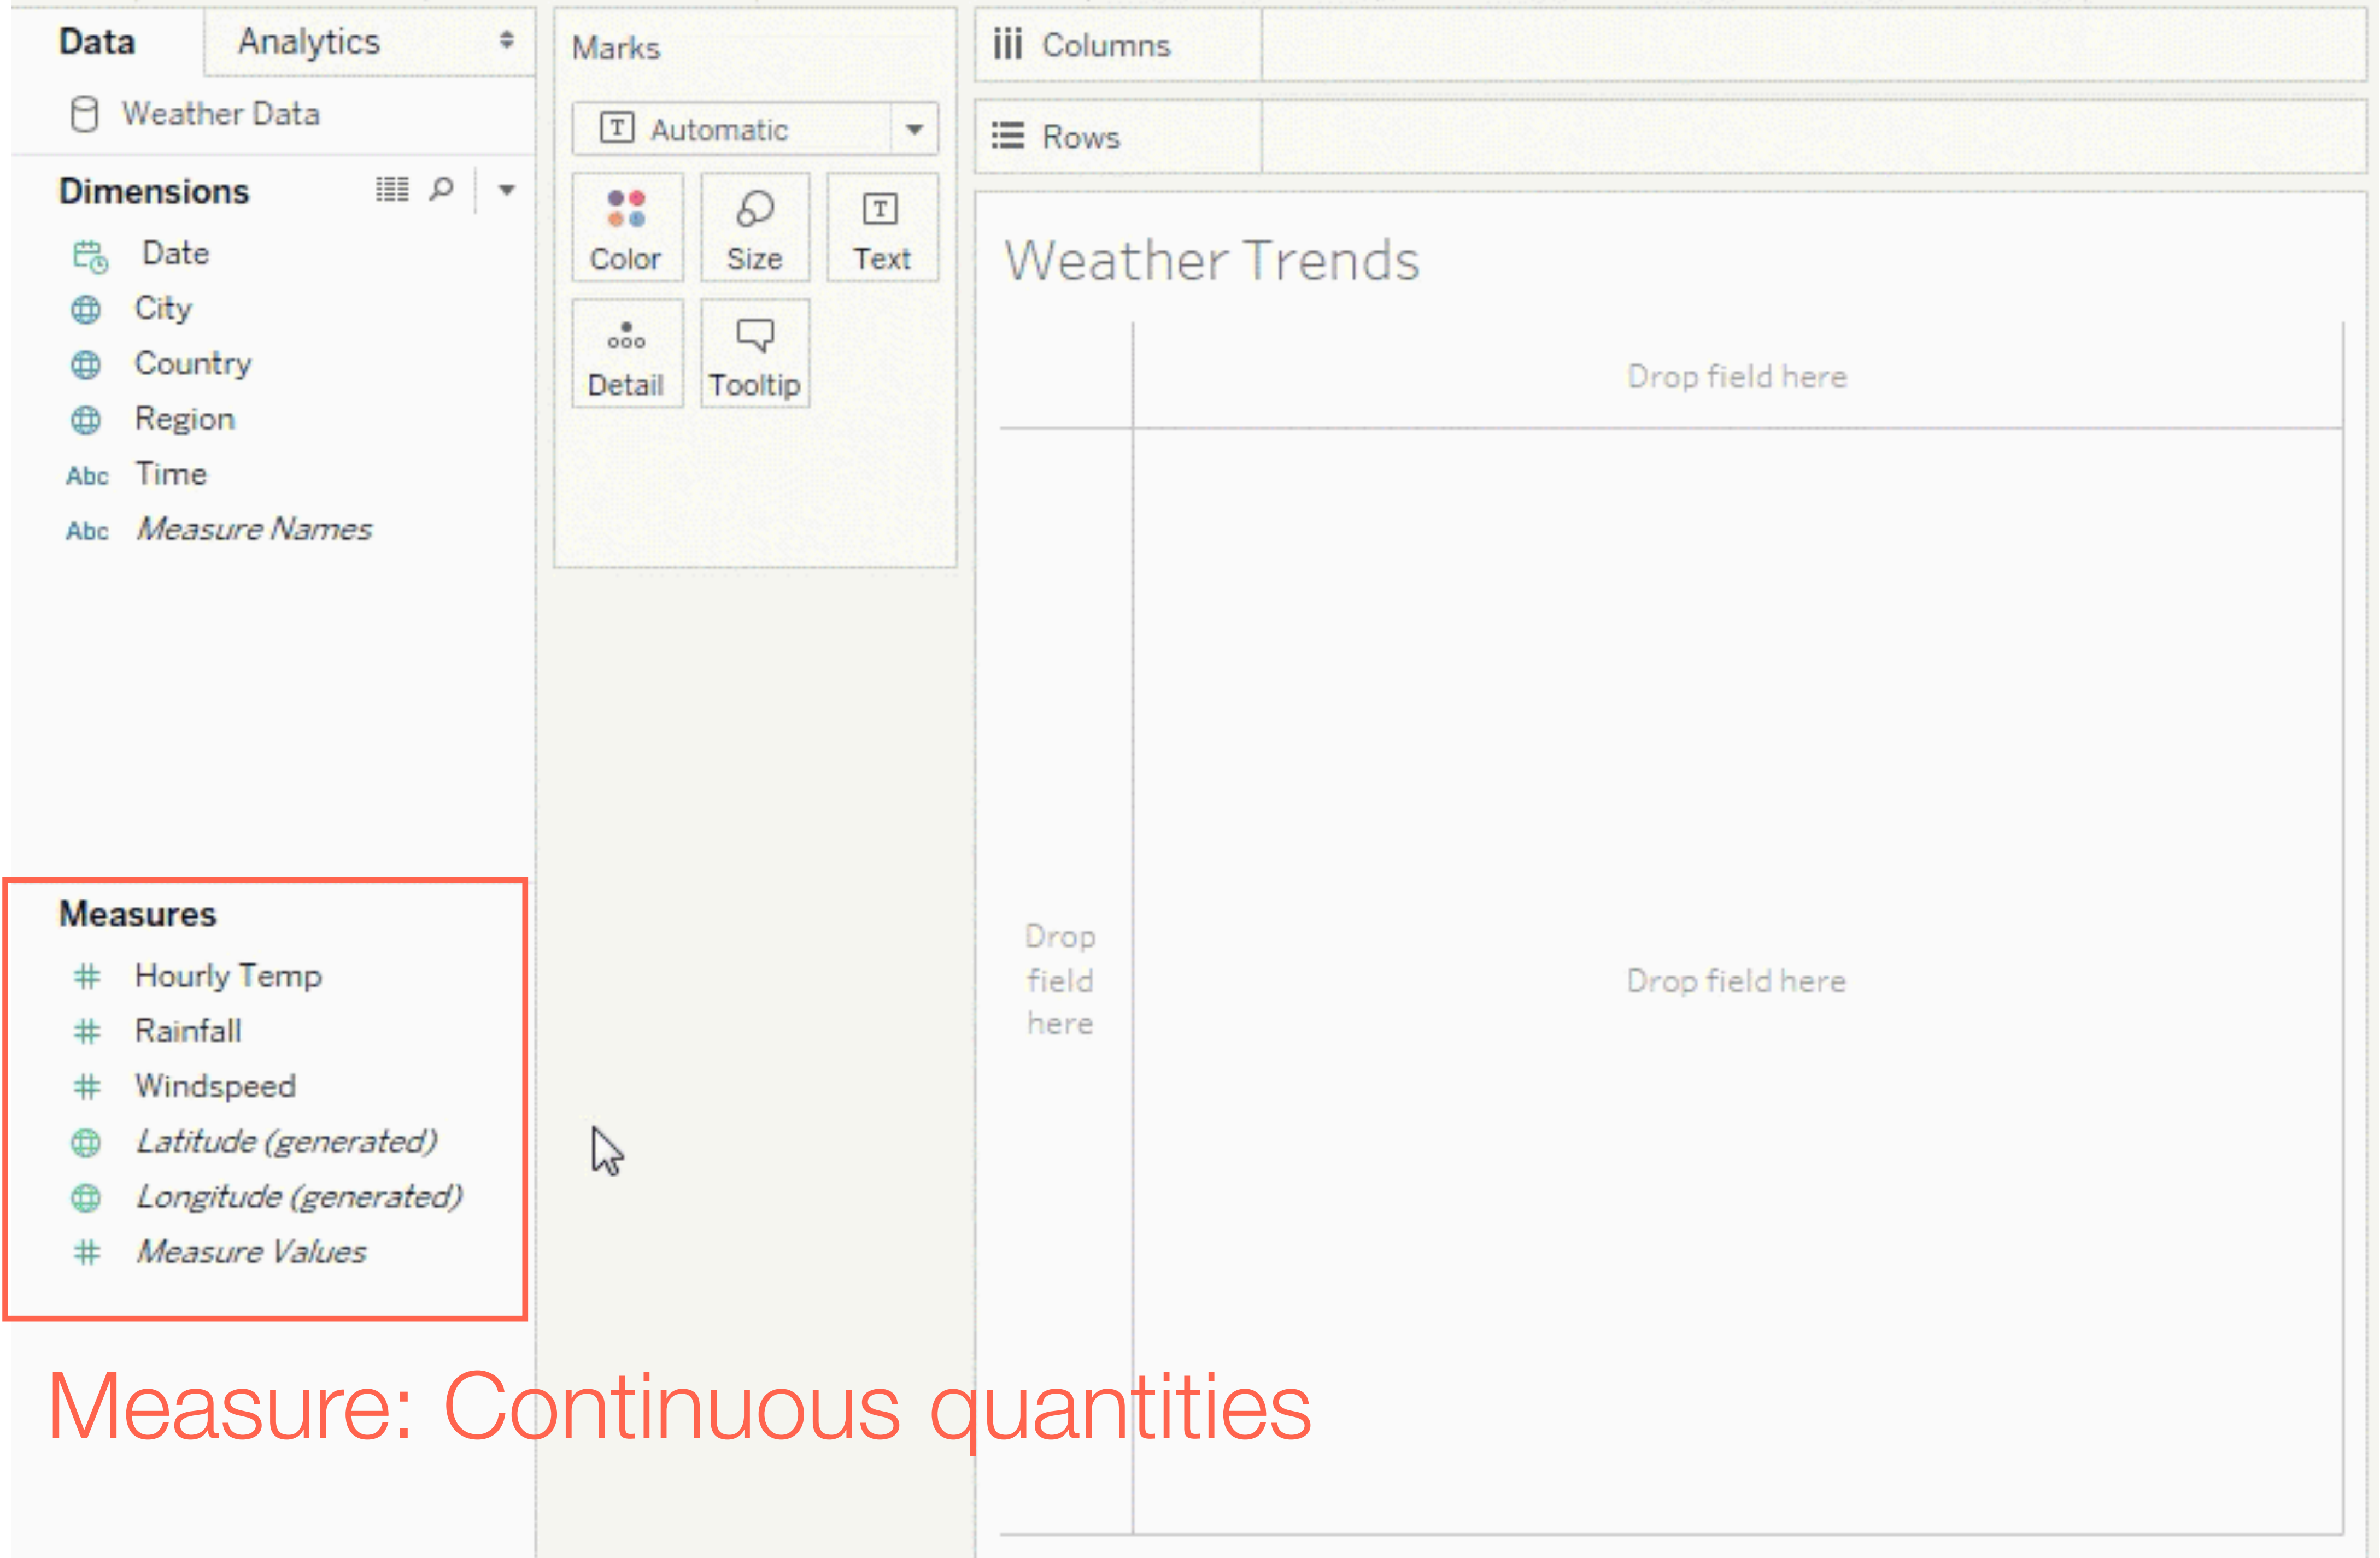 Data
Analytics
Weather Data
Dimensions
Date
City
Country
Region
Abc Time
Abc Measure Names
Measures
Hourly Temp
Rainfall
Windspeed
Latitude (generated)
Longitude (generated)
Measure Values
Marks
T Automatic
Color
Size
T
Text
Detail
Tooltip
Columns
Rows
Weather Trends
Drop field here
Drop
field
here
Drop field here
Measure: Continuous quantities